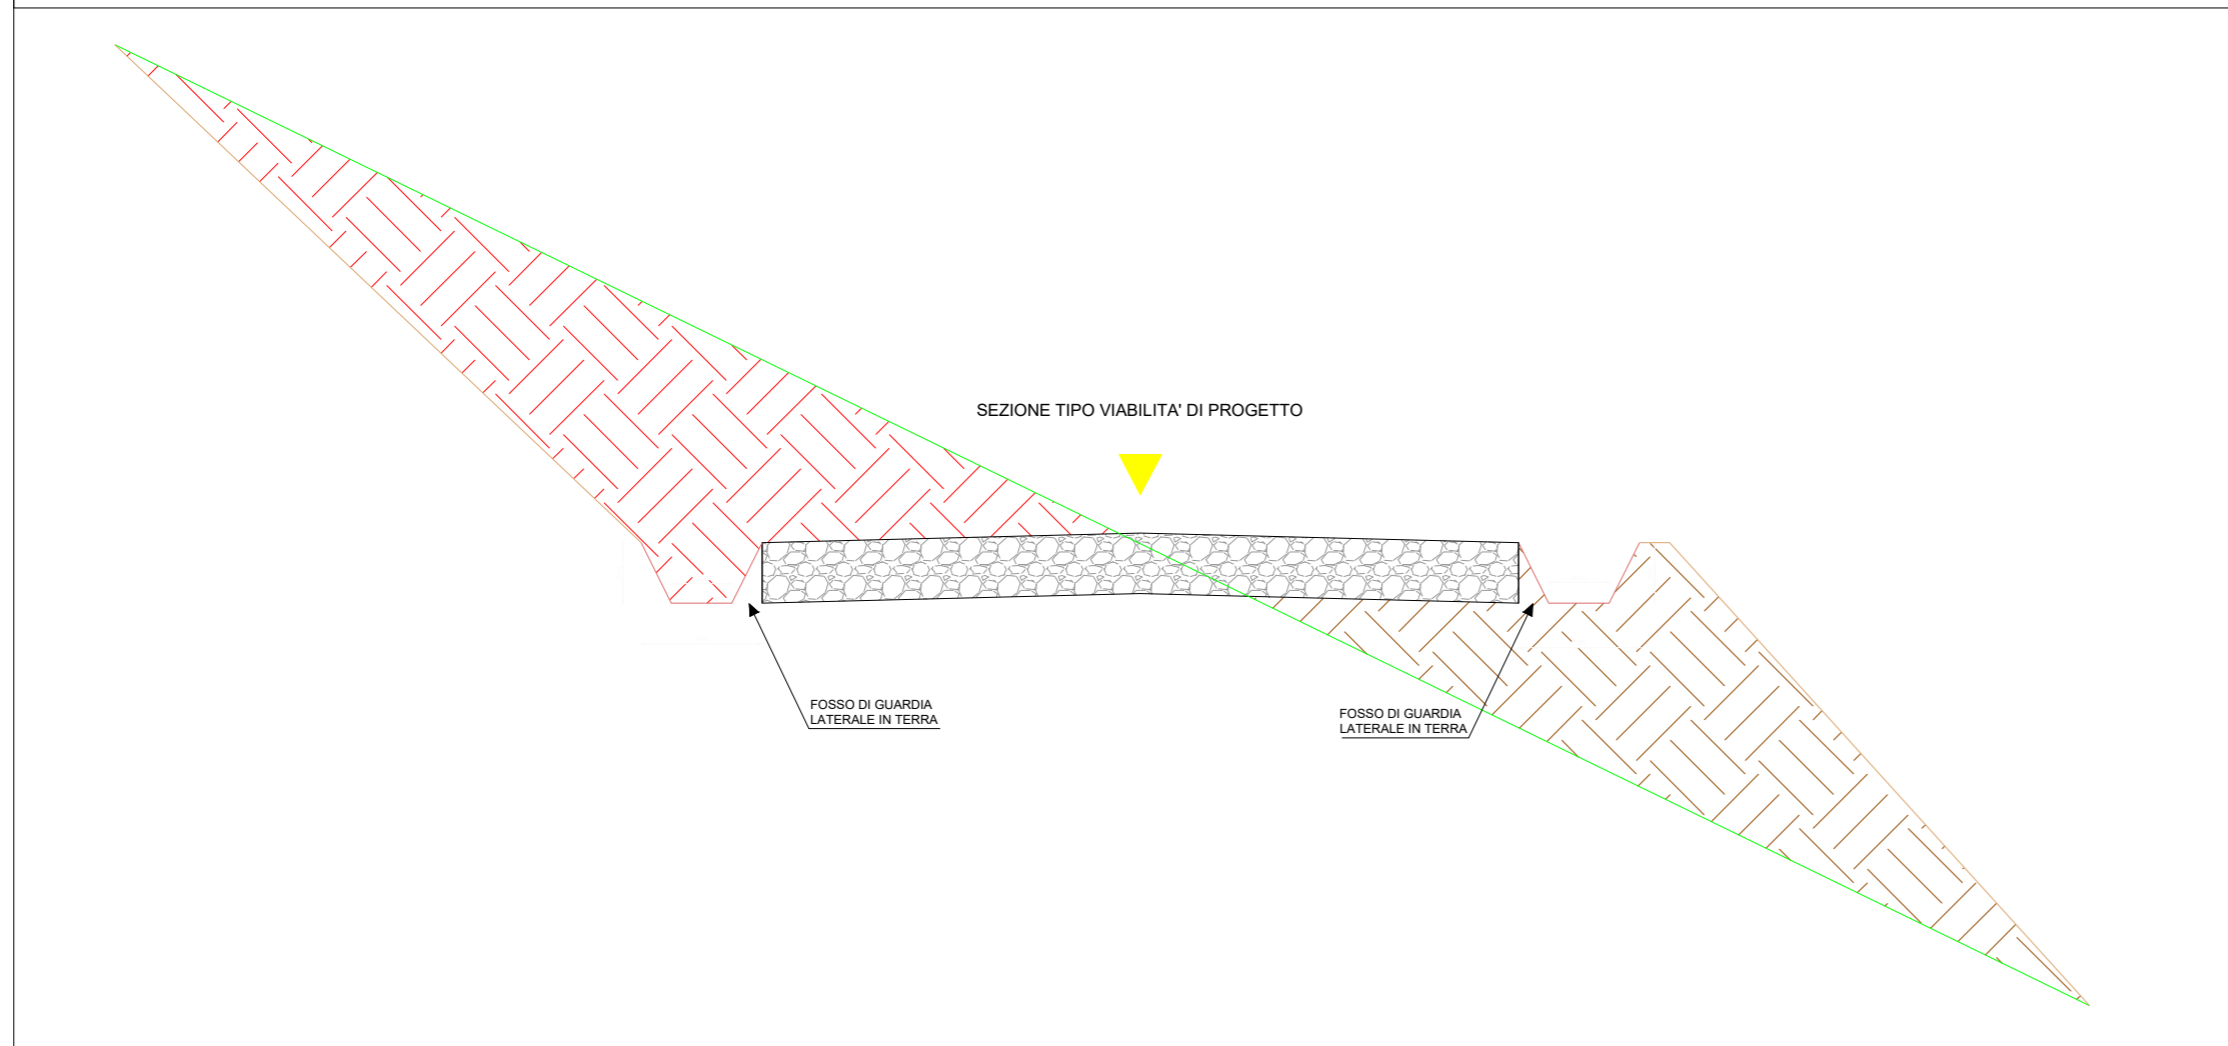 SEZIONE TIPO VIABILITA' DI PROGETTO
FOSSO DI GUARDIA
LATERALE IN TERRA
FOSSO DI GUARDIA
LATERALE IN TERRA